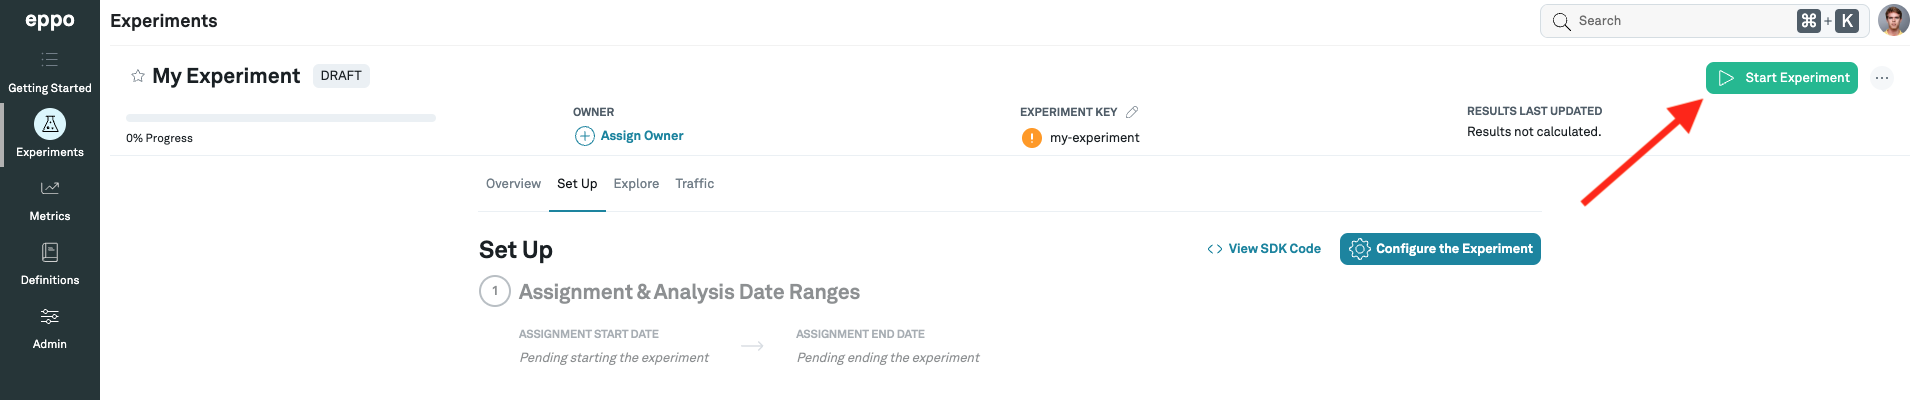 eppo
Experiments
Search
⌘ + K
Getting Started
Experiments
Metrics
Definitions
Admin
My Experiment
DRAFT
Start Experiment
...
0% Progress
OWNER
Assign Owner
EXPERIMENT KEY
! my-experiment
RESULTS LAST UPDATED
Results not calculated.
Overview Set Up Explore Traffic
Set Up
<> View SDK Code
Configure the Experiment
1 Assignment & Analysis Date Ranges
ASSIGNMENT START DATE
Pending starting the experiment
ASSIGNMENT END DATE
Pending ending the experiment